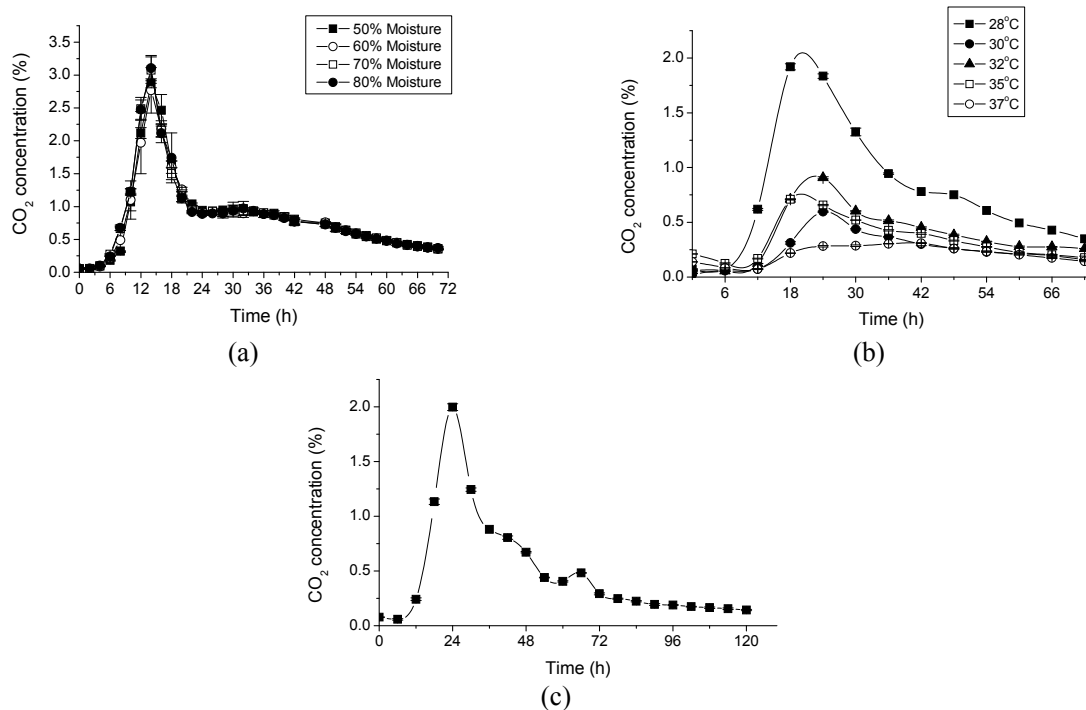 50% Moisture
60% Moisture
70% Moisture
80% Moisture
CO2 concentration (%)
3.5
3.0
2.5
2.0
1.5
1.0
0.5
0.0
0 6 12 18 24 30 36 42 48 54 60 66 72
Time (h)
(a)
28°C
30°C
32°C
35°C
37°C
CO2 concentration (%)
2.0
1.5
1.0
0.5
0.0
6 18 30 42 54 66
Time (h)
(b)
CO2 concentration (%)
2.0
1.5
1.0
0.5
0.0
0 24 48 72 96 120
Time (h)
(c)